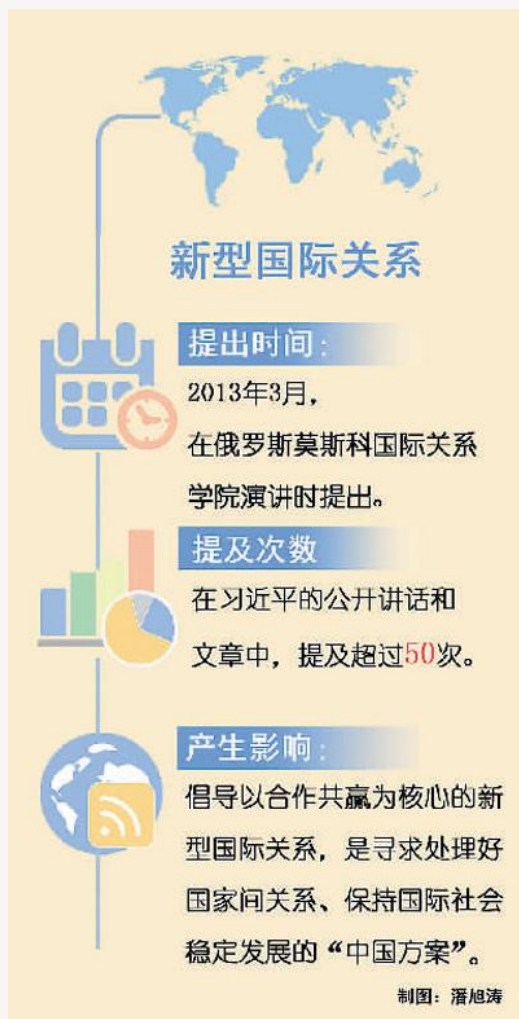 新型国际关系
提出时间：
2013年3月，
在俄罗斯莫斯科国际关系
学院演讲时提出。
提及次数
在习近平的公开讲话和
文章中，提及超过50次。
产生影响：
倡导以合作共赢为核心的新
型国际关系，是寻求处理好
国家间关系、保持国际社会
稳定发展的“中国方案”。
制图：潘旭涛